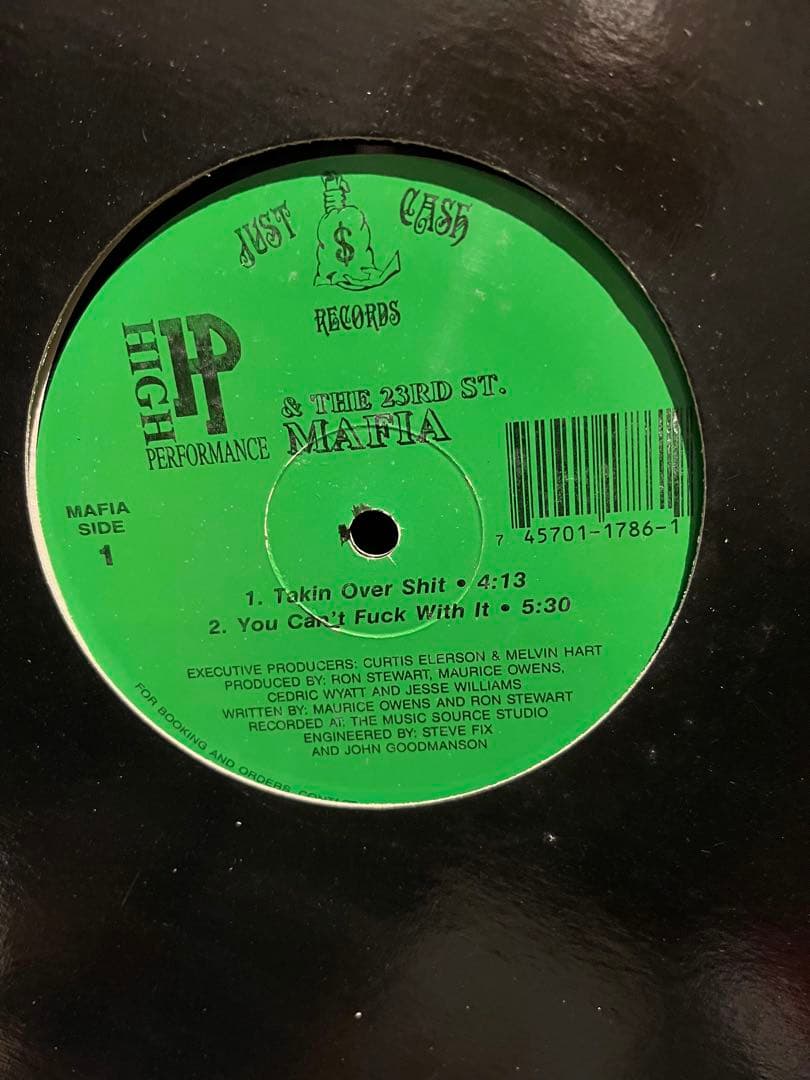 JUST CASH
$
RECORDS
HP
HIGH
PERFORMANCE
& THE 23RD ST.
MAFIA
MAFIA
SIDE
1
7 45701-1786-1
1. Takin Over Shit • 4:13
2. You Can't Fuck With It • 5:30
EXECUTIVE PRODUCERS: CURTIS ELERSON & MELVIN HART
PRODUCED BY: RON STEWART, MAURICE OWENS,
CEDRIC WYATT AND JESSE WILLIAMS
WRITTEN BY: MAURICE OWENS AND RON STEWART
RECORDED AT: THE MUSIC SOURCE STUDIO
ENGINEERED BY: STEVE FIX
AND JOHN GOODMANSON
FOR BOOKING AND ORDERS CONTACT